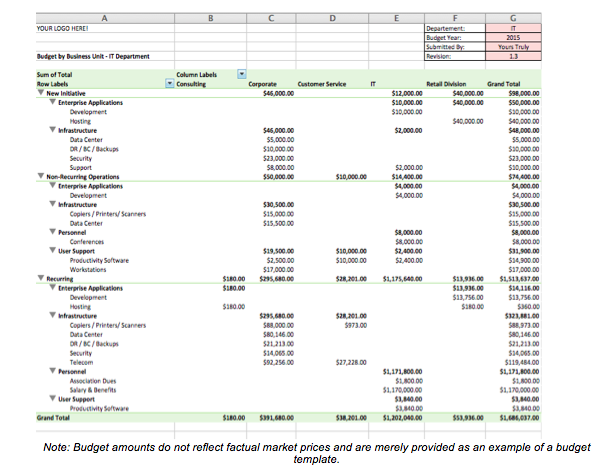 A B C D E F G
YOUR LOGO HERE! Departement: IT
Budget Year: 2015
Submitted By: Yours Truly
Budget by Business Unit - IT Department Revision: 1.3
Sum of Total Column Labels
Row Labels Consulting Corporate Customer Service IT Retail Division Grand Total
New Initiative $46,000.00 $12,000.00 $40,000.00 $98,000.00
Enterprise Applications $10,000.00 $40,000.00 $50,000.00
Development $10,000.00 $10,000.00
Hosting $40,000.00 $40,000.00
Infrastructure $46,000.00 $2,000.00 $48,000.00
Data Center $5,000.00 $5,000.00
DR / BC / Backups $10,000.00 $10,000.00
Security $23,000.00 $23,000.00
Support $8,000.00 $2,000.00 $10,000.00
Non-Recurring Operations $50,000.00 $10,000.00 $14,400.00 $74,400.00
Enterprise Applications $4,000.00 $4,000.00
Development $4,000.00 $4,000.00
Infrastructure $30,500.00 $30,500.00
Copiers / Printers/ Scanners $15,000.00 $15,000.00
Data Center $15,500.00 $15,500.00
Personnel $8,000.00 $8,000.00
Conferences $8,000.00 $8,000.00
User Support $19,500.00 $10,000.00 $2,400.00 $31,900.00
Productivity Software $2,500.00 $10,000.00 $2,400.00 $14,900.00
Workstations $17,000.00 $17,000.00
Recurring $180.00 $295,680.00 $28,201.00 $1,175,640.00 $13,936.00 $1,513,637.00
Enterprise Applications $180.00 $13,936.00 $14,116.00
Development $13,756.00 $13,756.00
Hosting $180.00 $180.00 $360.00
Infrastructure $295,680.00 $28,201.00 $323,881.00
Copiers / Printers/ Scanners $88,000.00 $973.00 $88,973.00
Data Center $80,146.00 $80,146.00
DR / BC / Backups $21,213.00 $21,213.00
Security $14,065.00 $14,065.00
Telecom $92,256.00 $27,228.00 $119,484.00
Personnel $1,171,800.00 $1,171,800.00
Association Dues $1,800.00 $1,800.00
Salary & Benefits $1,170,000.00 $1,170,000.00
User Support $3,840.00 $3,840.00
Productivity Software $3,840.00 $3,840.00
Grand Total $180.00 $391,680.00 $38,201.00 $1,202,040.00 $53,936.00 $1,686,037.00
Note: Budget amounts do not reflect factual market prices and are merely provided as an example of a budget
template.